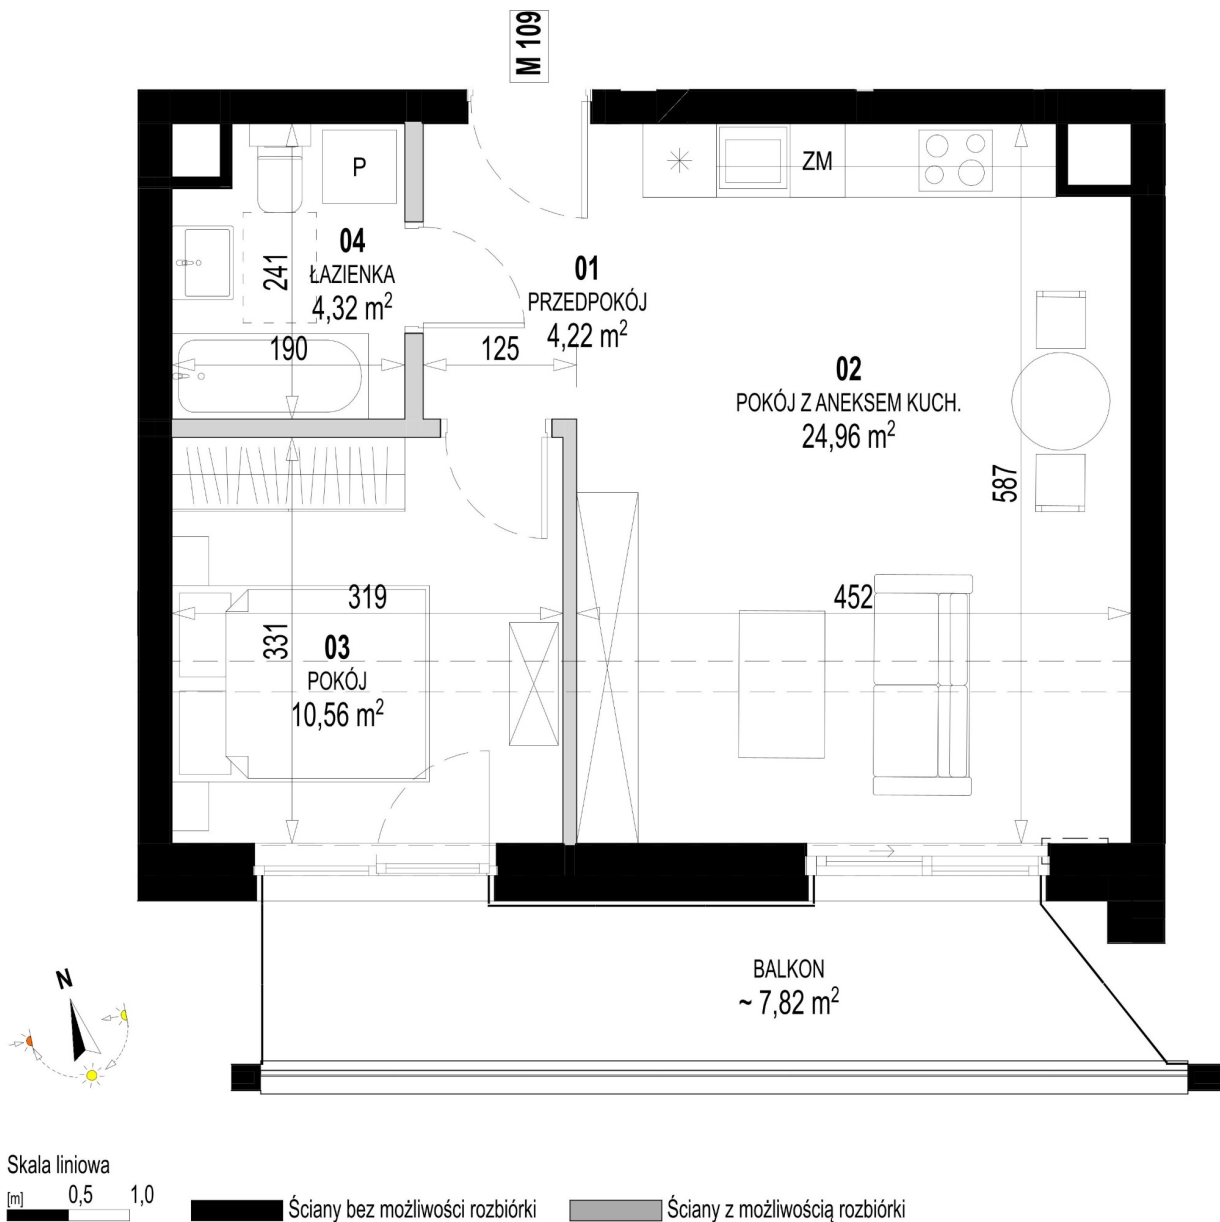 M 109
P
ZM
04
ŁAZIENKA
4,32 m²
241
190
01
PRZEDPOKÓJ
4,22 m²
125
02
POKÓJ Z ANEKSEM KUCH.
24,96 m²
587
319
452
331
03
POKÓJ
10,56 m²
BALKON
~ 7,82 m²
N
Skala liniowa
[m] 0,5 1,0
Ściany bez możliwości rozbiórki
Ściany z możliwością rozbiórki